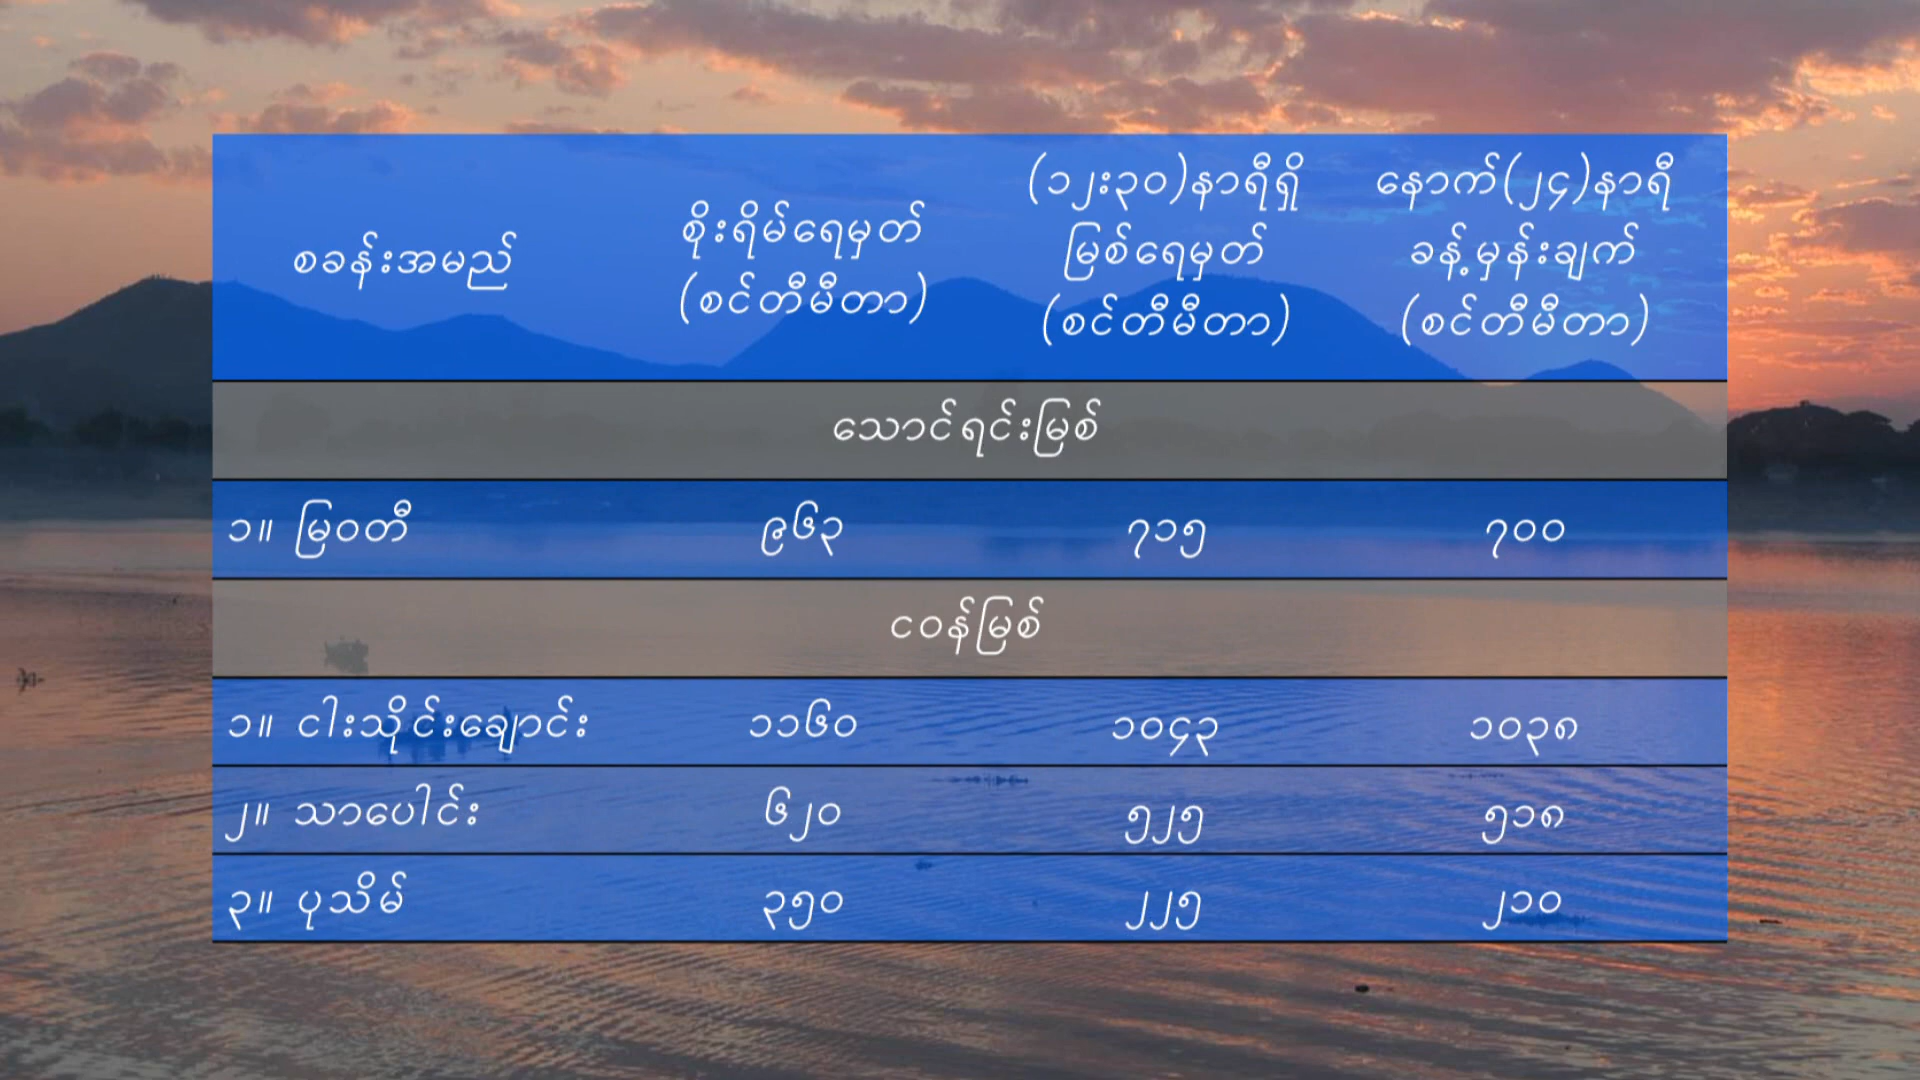 စခန်းအမည်
စိုးရိမ်ရေမှတ်
(စင်တီမီတာ)
(၁၂း၃၀)နာရီရှိ
မြစ်ရေမှတ်
(စင်တီမီတာ)
နောက်(၂၄)နာရီ
ခန့်မှန်းချက်
(စင်တီမီတာ)
သောင်ရင်းမြစ်
၁။ မြဝတီ ၉၆၃ ၇၁၅ ၇၀၀
ငဝန်မြစ်
၁။ ငါးသိုင်းချောင်း ၁၁၆၀ ၁၀၄၃ ၁၀၃၈
၂။ သာပေါင်း ၆၂၀ ၅၂၅ ၅၁၈
၃။ ပုသိမ် ၃၅၀ ၂၂၅ ၂၁၀